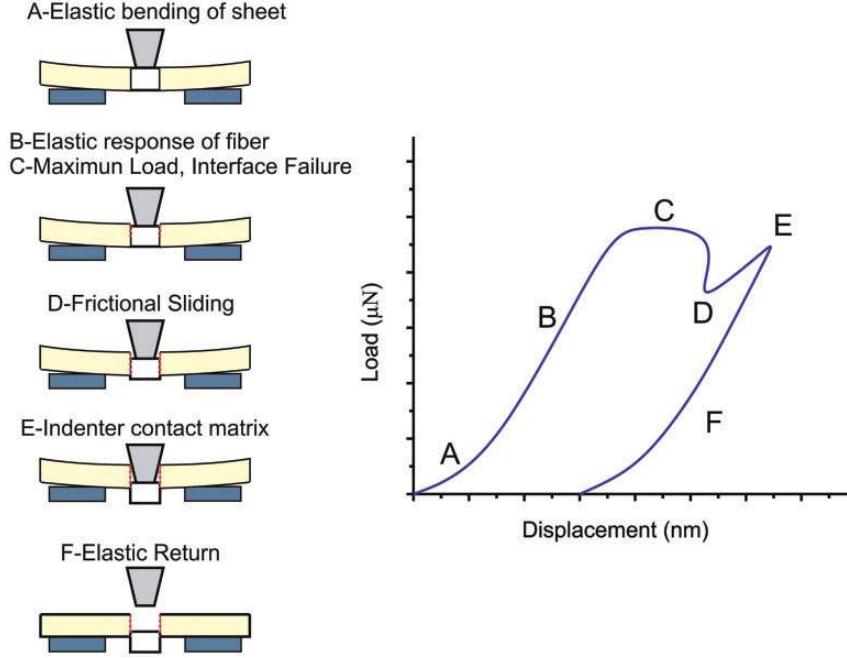 A-Elastic bending of sheet
B-Elastic response of fiber
C-Maximun Load, Interface Failure
D-Frictional Sliding
E-Indenter contact matrix
F-Elastic Return
Load (μN)
A
B
C
D
E
F
Displacement (nm)